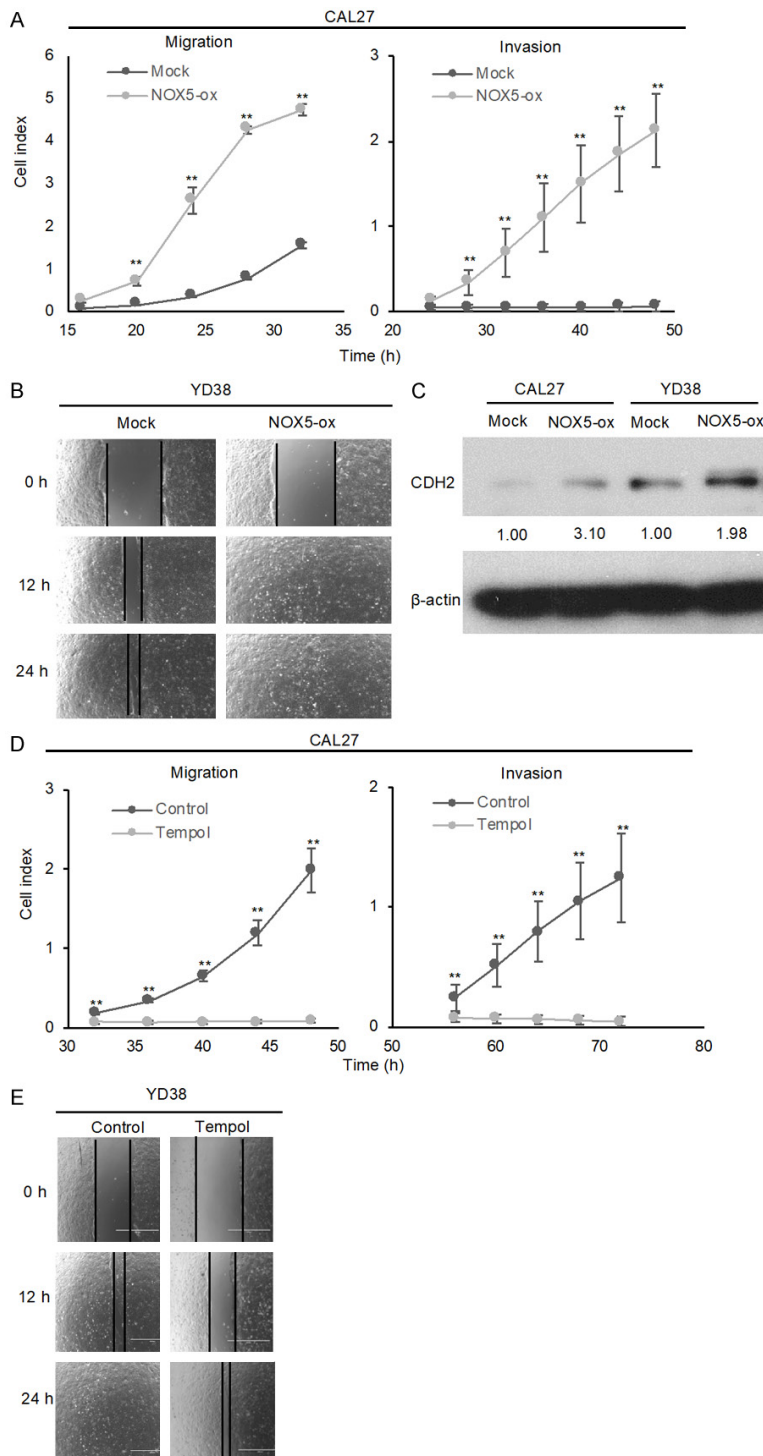 A
CAL27
Migration
Invasion
6
5
4
3
2
1
0
Cell index
Mock
NOX5-ox
**
**
**
**
15
20
25
30
35
3
2
1
0
Mock
NOX5-ox
**
**
**
**
**
**
20
30
40
50
Time (h)
B
YD38
Mock
NOX5-ox
0 h
12 h
24 h
C
CAL27
YD38
Mock
NOX5-ox
Mock
NOX5-ox
CDH2
1.00
3.10
1.00
1.98
β-actin
D
CAL27
Migration
Invasion
3
2
1
0
Cell index
Control
Tempol
**
**
**
**
**
30
35
40
45
50
2
1
0
Control
Tempol
**
**
**
**
**
50
60
70
80
Time (h)
E
YD38
Control
Tempol
0 h
12 h
24 h